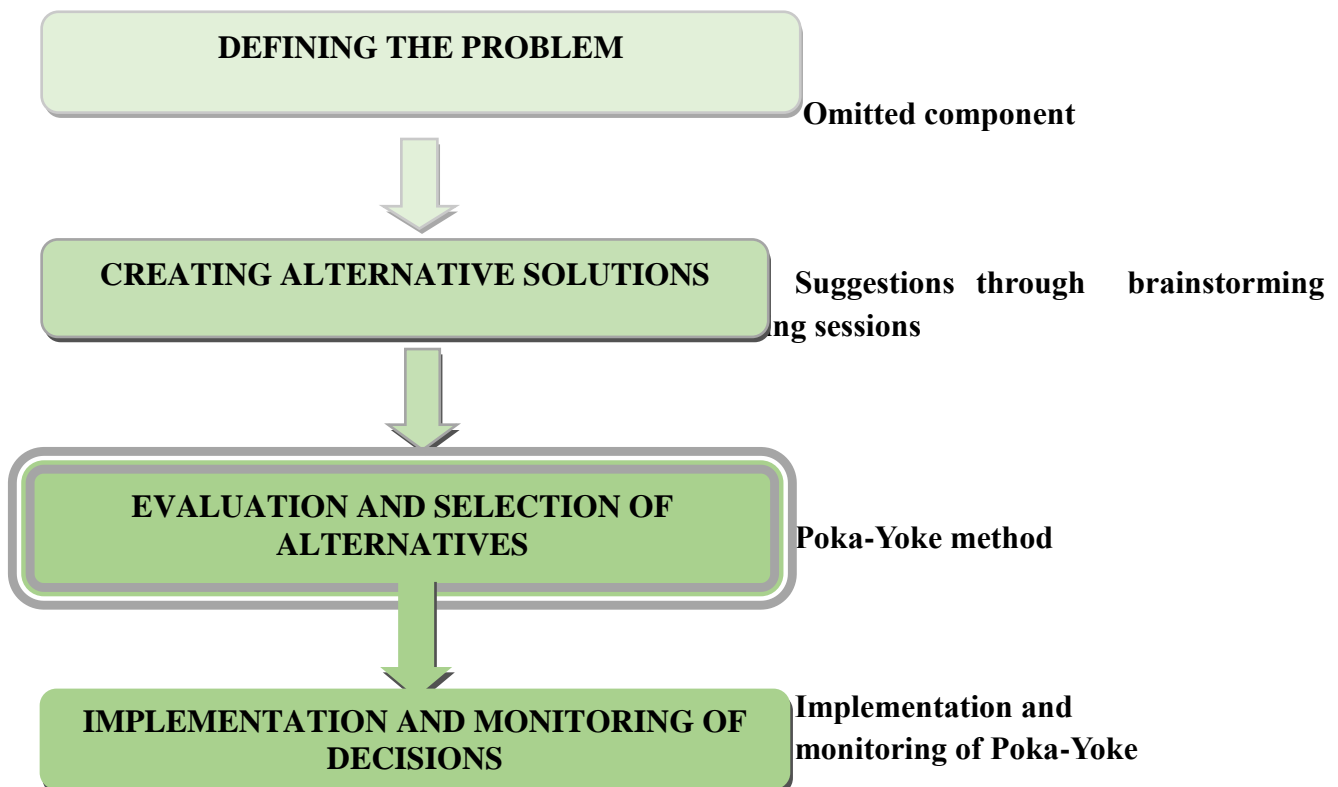 DEFINING THE PROBLEM
Omitted component
CREATING ALTERNATIVE SOLUTIONS
Suggestions through brainstorming
ing sessions
EVALUATION AND SELECTION OF
ALTERNATIVES
Poka-Yoke method
IMPLEMENTATION AND MONITORING OF
DECISIONS
Implementation and
monitoring of Poka-Yoke